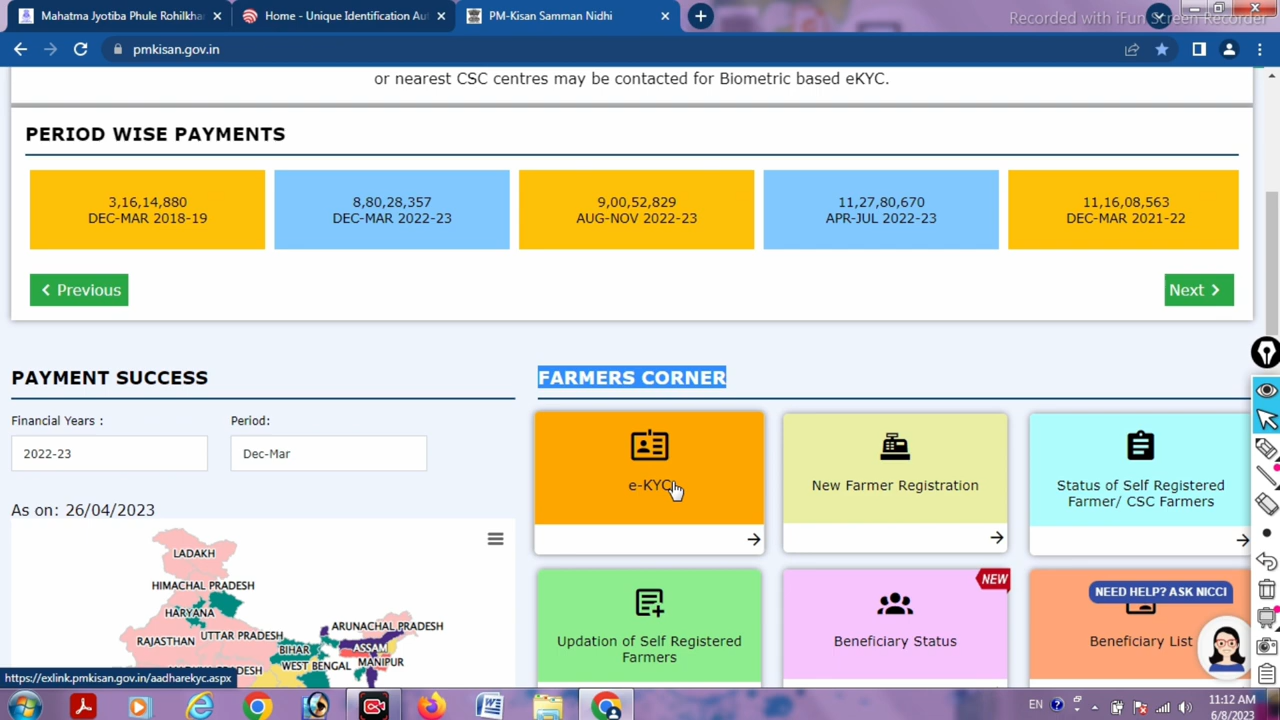 Mahatma Jyotiba Phule Rohilkhan
Home - Unique Identification Au
PM-Kisan Samman Nidhi
Recorded with iFun Screen Recorder
pmkisan.gov.in
or nearest CSC centres may be contacted for Biometric based eKYC.
PERIOD WISE PAYMENTS
3,16,14,880
DEC-MAR 2018-19
8,80,28,357
DEC-MAR 2022-23
9,00,52,829
AUG-NOV 2022-23
11,27,80,670
APR-JUL 2022-23
11,16,08,563
DEC-MAR 2021-22
Previous
Next
PAYMENT SUCCESS
Financial Years :
Period:
2022-23
Dec-Mar
As on: 26/04/2023
LADAKH
HIMACHAL PRADESH
HARYANA
ARUNACHAL PRADESH
RAJASTHAN
UTTAR PRADESH
BIHAR
ASSAM
WEST BENGAL
MANIPUR
FARMERS CORNER
e-KYC
New Farmer Registration
Status of Self Registered
Farmer/ CSC Farmers
NEW
Updation of Self Registered
Farmers
Beneficiary Status
NEED HELP? ASK NICCI
Beneficiary List
https://exlink.pmkisan.gov.in/aadharekyc.aspx
EN
11:12 AM
6/8/2023